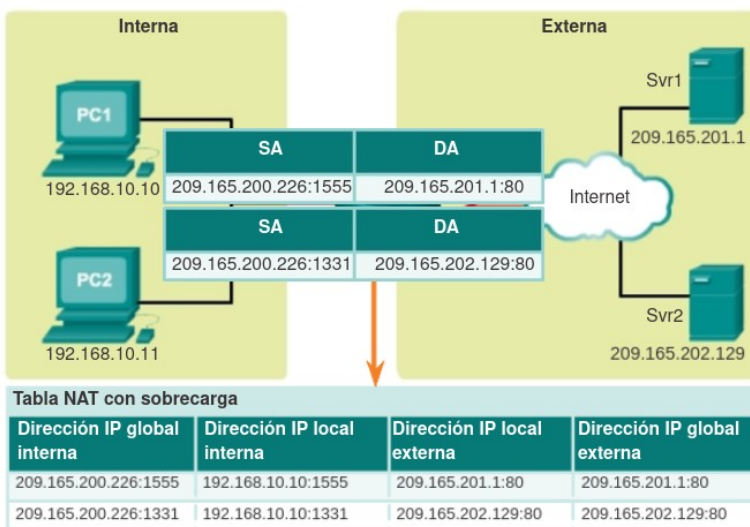 Interna
Externa
PC1
192.168.10.10
SA
DA
209.165.200.226:1555
209.165.201.1:80
SA
DA
209.165.200.226:1331
209.165.202.129:80
PC2
192.168.10.11
Internet
Svr1
209.165.201.1
Svr2
209.165.202.129
Tabla NAT con sobrecarga
Dirección IP global interna
Dirección IP local interna
Dirección IP local externa
Dirección IP global externa
209.165.200.226:1555
192.168.10.10:1555
209.165.201.1:80
209.165.201.1:80
209.165.200.226:1331
192.168.10.10:1331
209.165.202.129:80
209.165.202.129:80